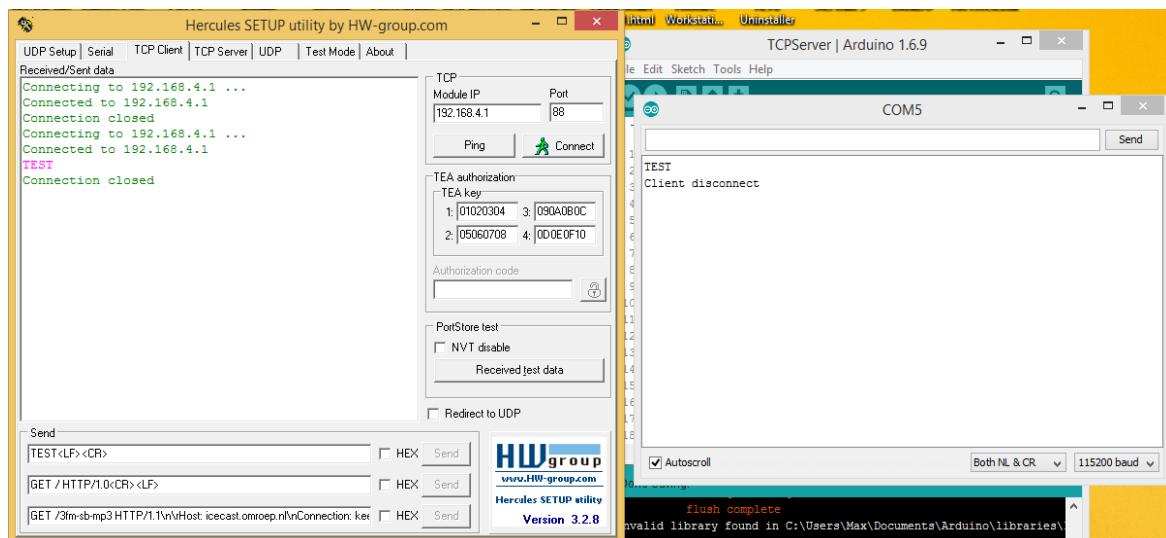 .html Workstati... Uninstaller
Hercules SETUP utility by HW-group.com
UDP Setup Serial TCP Client TCP Server UDP Test Mode About
Received/Sent data
Connecting to 192.168.4.1 ...
Connected to 192.168.4.1
Connection closed
Connecting to 192.168.4.1 ...
Connected to 192.168.4.1
TEST
Connection closed
TCP
Module IP Port
192.168.4.1 88
Ping Connect
TEA authorization
TEA key
1: 01020304 3: 090A0B0C
2: 05060708 4: 0D0E0F10
Authorization code
PortStore test
NVT disable
Received test data
Redirect to UDP
Send
TEST<LF><CR> HEX Send
GET / HTTP/1.0<CR><LF> HEX Send
GET /3fm-sb-mp3 HTTP/1.1\n\rHost: icecast.omroep.nl\nConnection: kee HEX Send
HWgroup
www.HW-group.com
Hercules SETUP utility
Version 3.2.8
TCPServer | Arduino 1.6.9
Edit Sketch Tools Help
COM5
Send
TEST
Client disconnect
Autoscroll Both NL & CR 115200 baud
flush complete
nvalid library found in C:\Users\Max\Documents\Arduino\libraries\